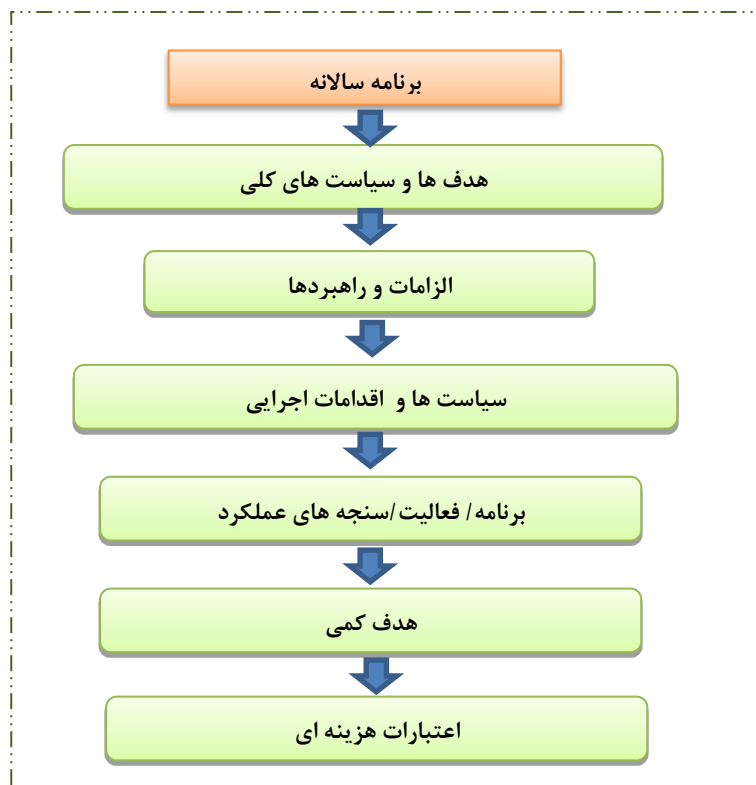 برنامه سالانه
هدف ها و سیاست های کلی
الزامات و راهبردها
سیاست ها و اقدامات اجرایی
برنامه/ فعالیت/سنجه های عملکرد
هدف کمی
اعتبارات هزینه ای